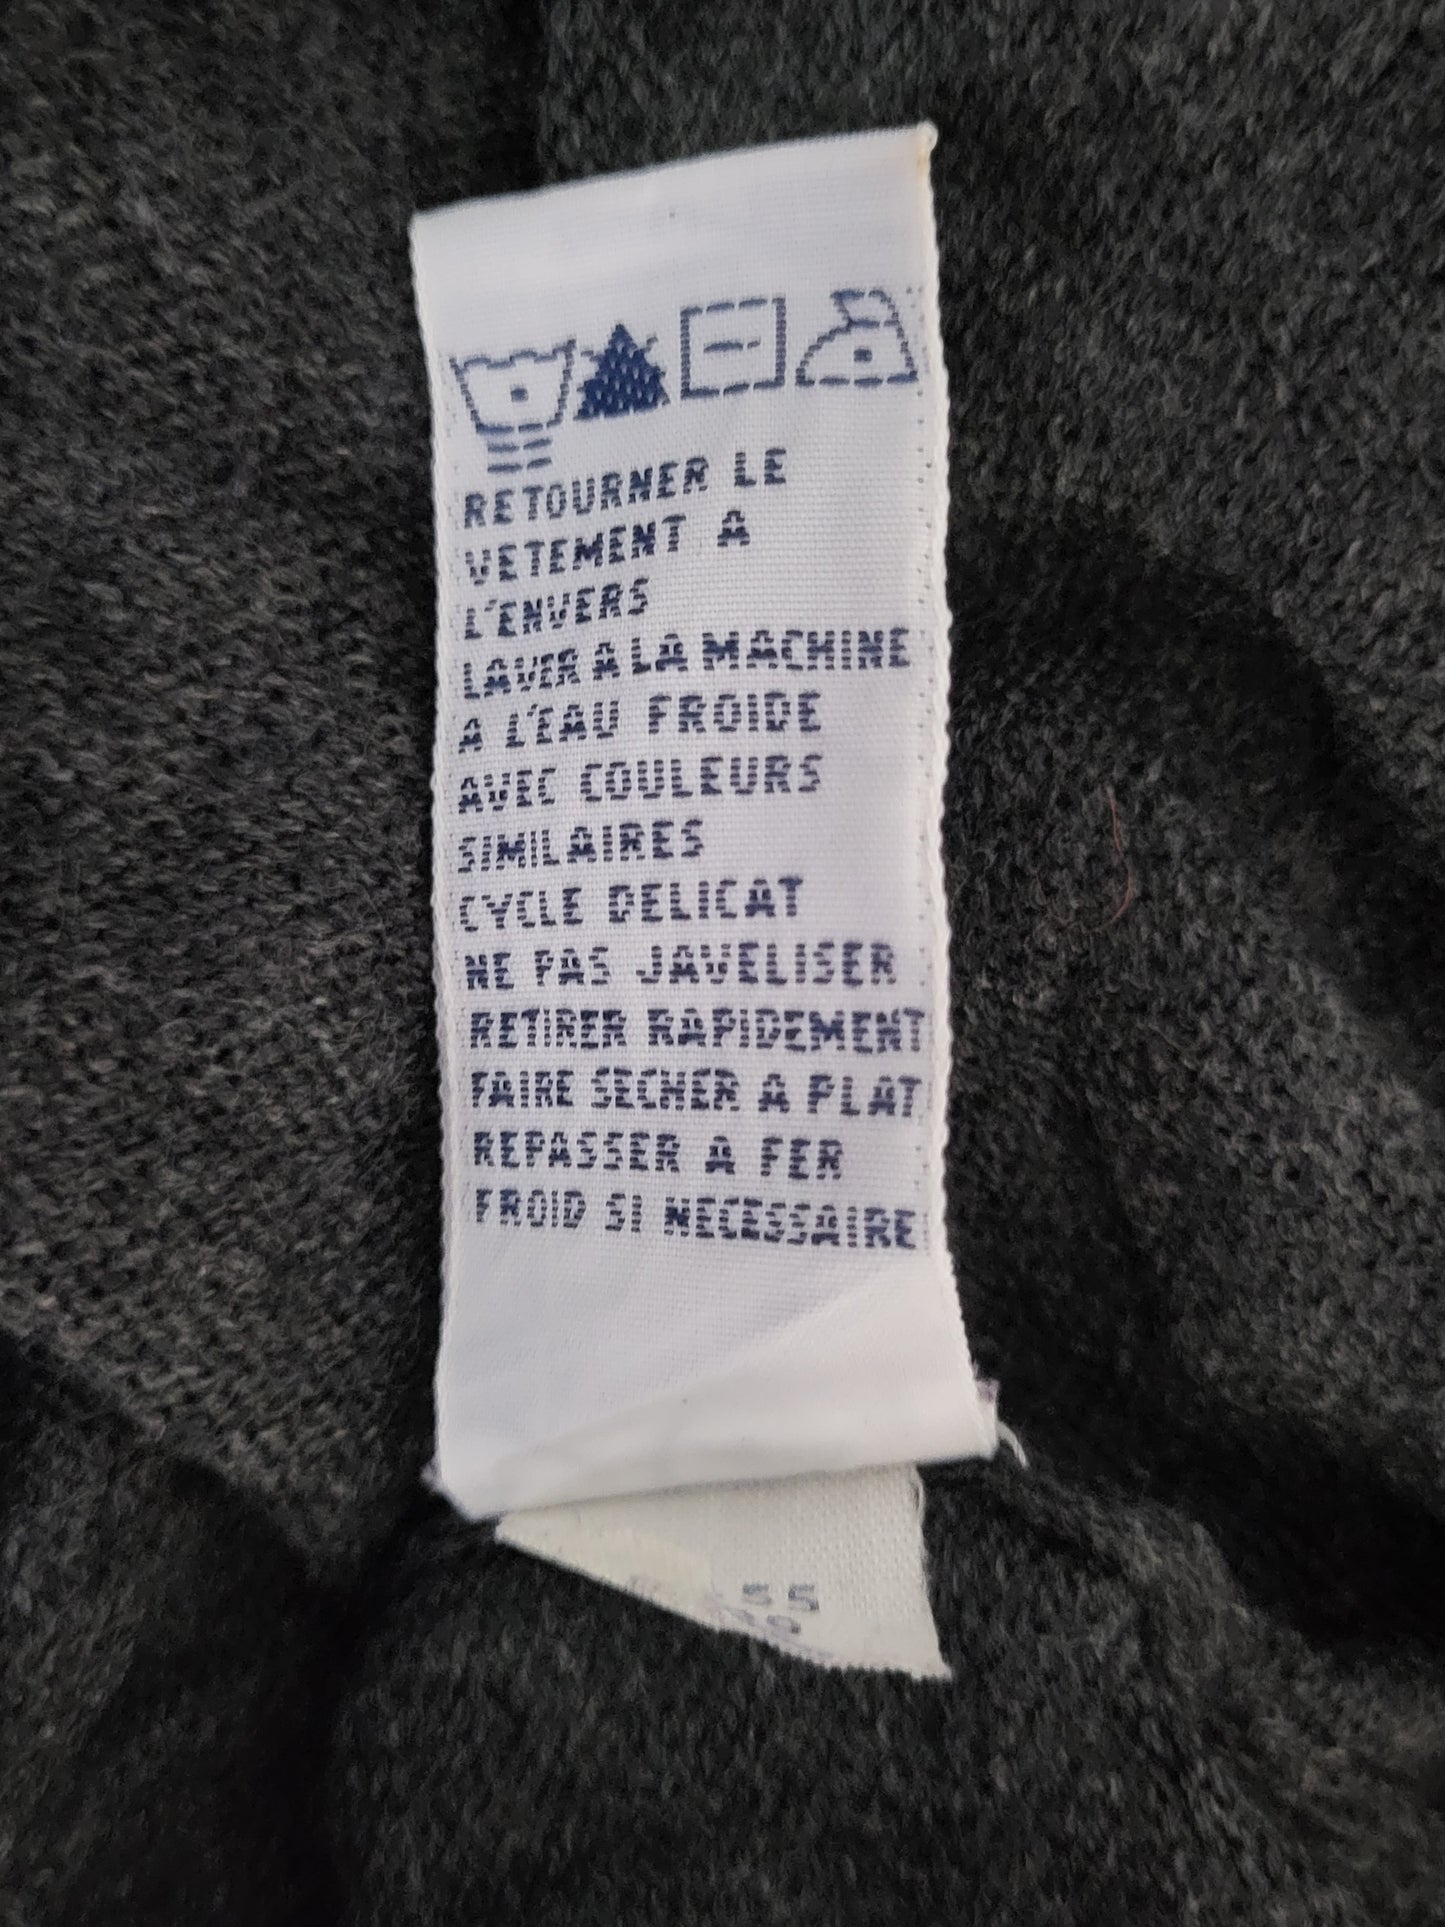 RETOURNER LE
VETEMENT A
L'ENVERS
LAVER A LA MACHINE
A L'EAU FROIDE
AVEC COULEURS
SIMILAIRES
CYCLE DELICAT
NE PAS JAVELISER
RETIRER RAPIDEMENT
FAIRE SECHER A PLAT
REPASSER A FER
FROID SI NECESSAIRE